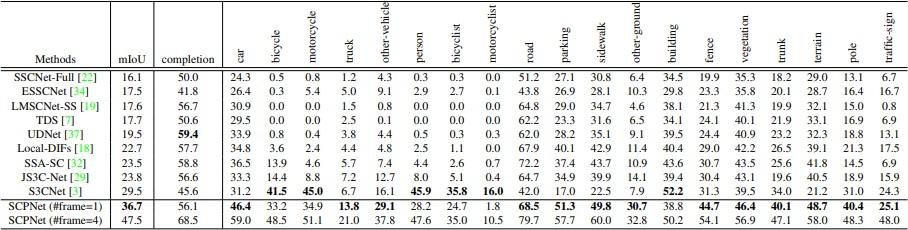 Methods mIoU completion car bicycle motorcycle truck other-vehicle person bicyclist motorcyclist road parking sidewalk other-ground building fence vegetation trunk terrain pole traffic-sign
SSCNet-Full [22] 16.1 50.0 24.3 0.5 0.8 1.2 4.3 0.3 0.3 0.0 51.2 27.1 30.8 6.4 34.5 19.9 35.3 18.2 29.0 13.1 6.7
ESSCNet [34] 17.5 41.8 26.4 0.3 5.4 5.0 9.1 2.9 2.7 0.1 43.8 26.9 28.1 10.3 29.8 23.3 35.8 20.1 28.7 16.4 16.7
LMSCNet-SS [19] 17.6 56.7 30.9 0.0 0.0 1.5 0.8 0.0 0.0 0.0 64.8 29.0 34.7 4.6 38.1 21.3 41.3 19.9 32.1 15.0 0.8
TDS [7] 17.7 50.6 29.5 0.0 0.0 2.5 0.1 0.0 0.0 0.0 62.2 23.3 31.6 6.5 34.1 24.1 40.1 21.9 33.1 16.9 6.9
UDNet [37] 19.5 59.4 33.9 0.8 0.4 3.8 4.4 0.5 0.3 0.3 62.0 28.2 35.1 9.1 39.5 24.4 40.9 23.2 32.3 18.8 13.1
Local-DIFs [18] 22.7 57.7 34.8 3.6 2.4 4.4 4.8 2.5 1.1 0.0 67.9 40.1 42.9 11.4 40.4 29.0 42.2 26.5 39.1 21.3 17.5
SSA-SC [32] 23.5 58.8 36.5 13.9 4.6 5.7 7.4 4.4 2.6 0.7 72.2 37.4 43.7 10.9 43.6 30.7 43.5 25.6 41.8 14.5 6.9
JS3C-Net [29] 23.8 56.6 33.3 14.4 8.8 7.2 12.7 8.0 5.1 0.4 64.7 34.9 39.9 14.1 39.4 30.4 43.1 19.6 40.5 18.9 15.9
S3CNet [3] 29.5 45.6 31.2 41.5 45.0 6.7 16.1 45.9 35.8 16.0 42.0 17.0 22.5 7.9 52.2 31.3 39.5 34.0 21.2 31.0 24.3
SCPNet (#frame=1) 36.7 56.1 46.4 33.2 34.9 13.8 29.1 28.2 24.7 1.8 68.5 51.3 49.8 30.7 38.8 44.7 46.4 40.1 48.7 40.4 25.1
SCPNet (#frame=4) 47.5 68.5 59.0 48.5 51.1 21.0 37.8 47.6 35.0 10.5 79.7 57.7 60.0 32.8 50.2 54.1 56.9 47.1 58.0 48.3 48.0